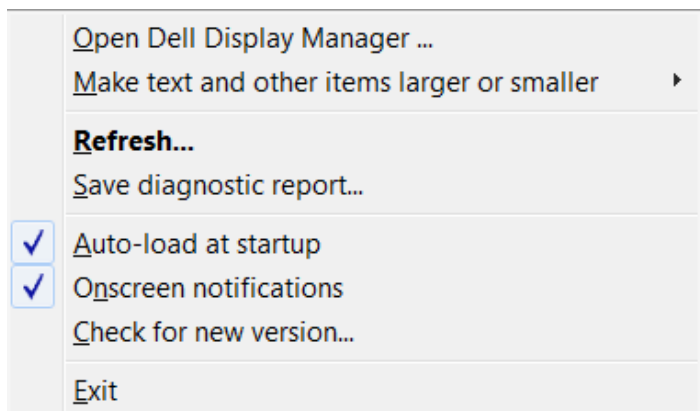 Open Dell Display Manager ...
Make text and other items larger or smaller
Refresh...
Save diagnostic report...
Auto-load at startup
Onscreen notifications
Check for new version...
Exit